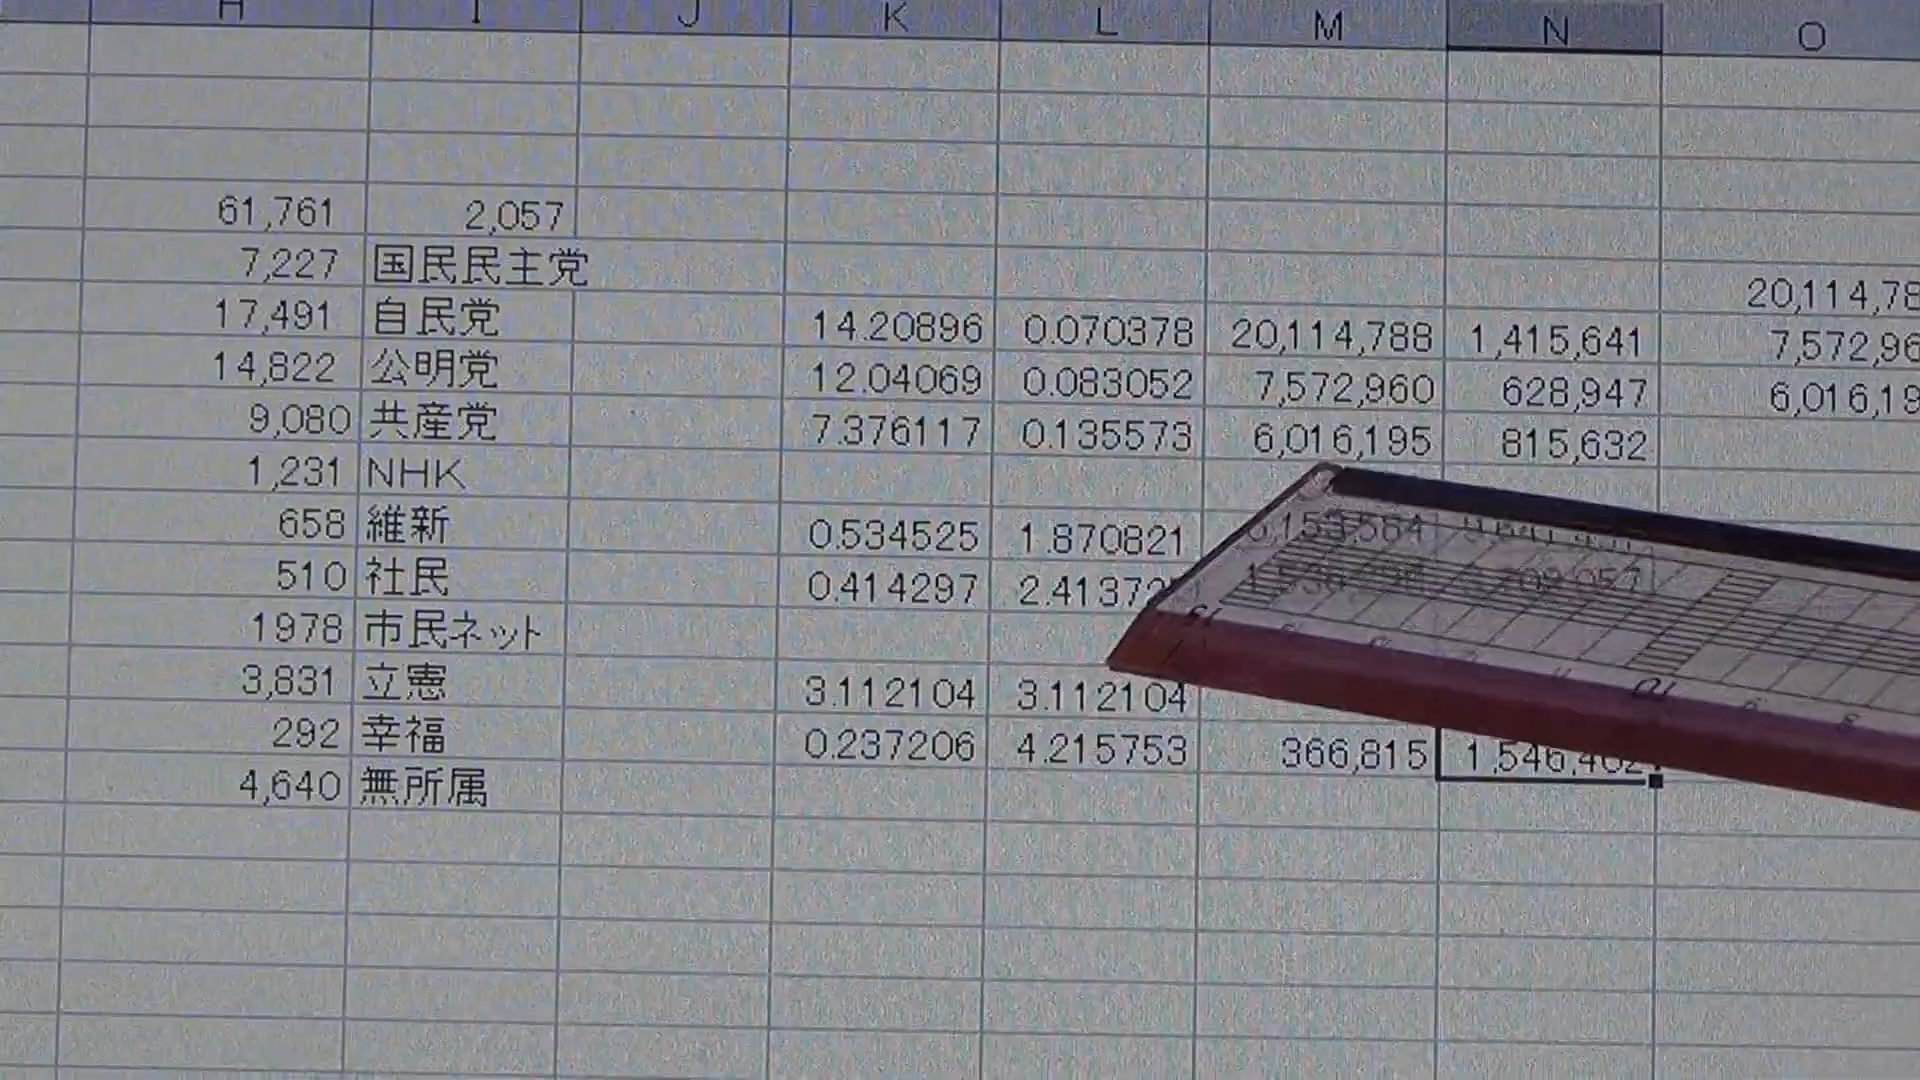 H I J K L M N O
61,761 2,057
7,227 国民民主党
20,114,78
17,491 自民党 14.20896 0.070378 20,114,788 1,415,641 7,572,96
14,822 公明党 12.04069 0.083052 7,572,960 628,947 6,016,19
9,080 共産党 7.376117 0.135573 6,016,195 815,632
1,231 NHK
658 維新 0.534525 1.870821
510 社民 0.414297
1978 市民ネット
3,831 立憲 3.112104 3.112104
292 幸福 0.237206 4.215753 366,815
4,640 無所属